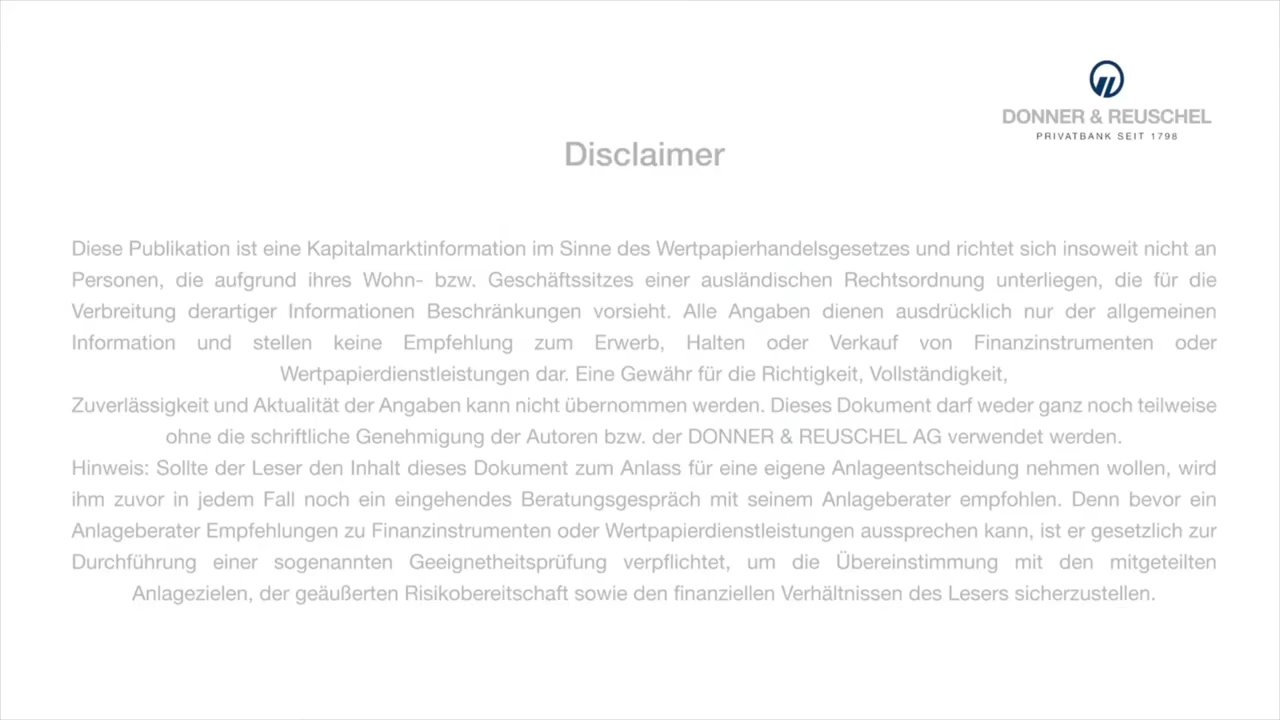 DONNER & REUSCHEL
PRIVATBANK SEIT 1798
Disclaimer
Diese Publikation ist eine Kapitalmarktinformation im Sinne des Wertpapierhandelsgesetzes und richtet sich insoweit nicht an
Personen, die aufgrund ihres Wohn- bzw. Geschäftssitzes einer ausländischen Rechtsordnung unterliegen, die für die
Verbreitung derartiger Informationen Beschränkungen vorsieht. Alle Angaben dienen ausdrücklich nur der allgemeinen
Information und stellen keine Empfehlung zum Erwerb, Halten oder Verkauf von Finanzinstrumenten oder
Wertpapierdienstleistungen dar. Eine Gewähr für die Richtigkeit, Vollständigkeit,
Zuverlässigkeit und Aktualität der Angaben kann nicht übernommen werden. Dieses Dokument darf weder ganz noch teilweise
ohne die schriftliche Genehmigung der Autoren bzw. der DONNER & REUSCHEL AG verwendet werden.
Hinweis: Sollte der Leser den Inhalt dieses Dokument zum Anlass für eine eigene Anlageentscheidung nehmen wollen, wird
ihm zuvor in jedem Fall noch ein eingehendes Beratungsgespräch mit seinem Anlageberater empfohlen. Denn bevor ein
Anlageberater Empfehlungen zu Finanzinstrumenten oder Wertpapierdienstleistungen aussprechen kann, ist er gesetzlich zur
Durchführung einer sogenannten Geeignetheitsprüfung verpflichtet, um die Übereinstimmung mit den mitgeteilten
Anlagezielen, der geäußerten Risikobereitschaft sowie den finanziellen Verhältnissen des Lesers sicherzustellen.